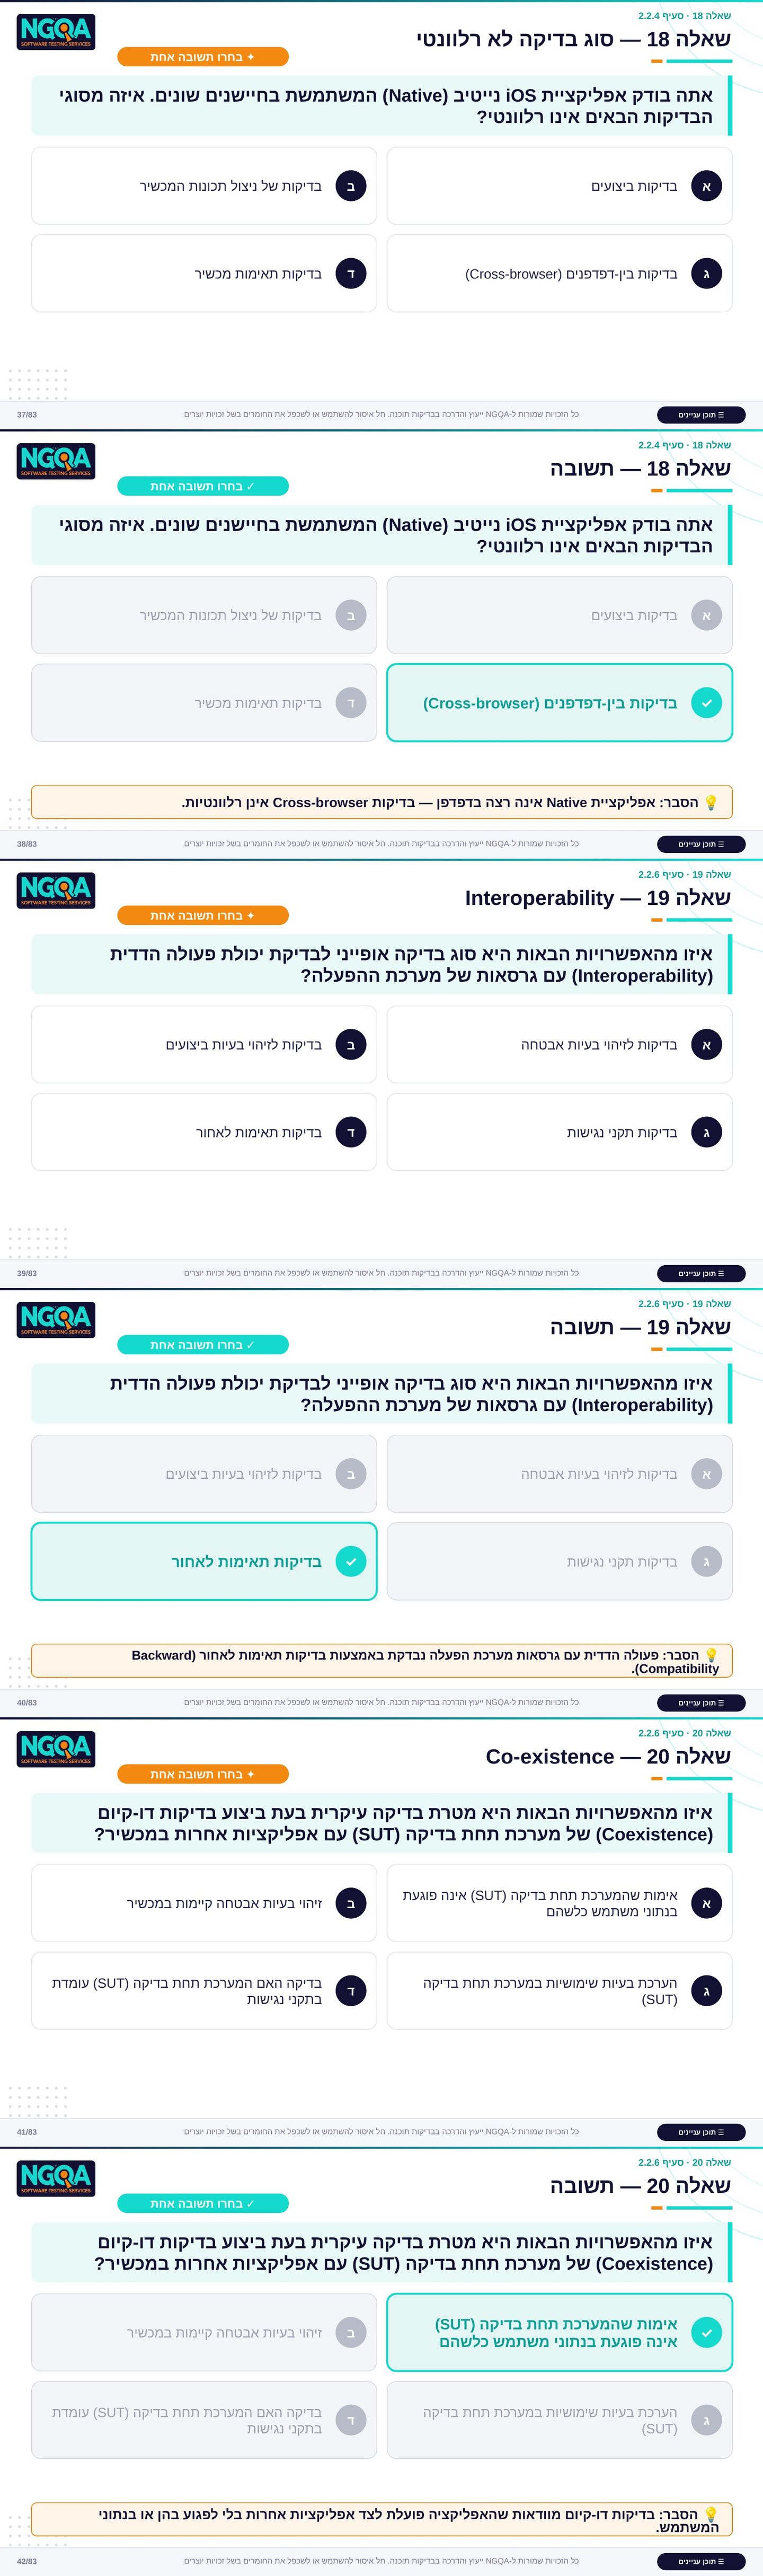 שאלה 18 · סעיף 2.2.4
שאלה 18 — סוג בדיקה לא רלוונטי
NGQA
SOFTWARE TESTING SERVICES
✦ בחרו תשובה אחת
אתה בודק אפליקציית iOS נייטיב (Native) המשתמשת בחיישנים שונים. איזה מסוגי
הבדיקות הבאים אינו רלוונטי?
א בדיקות ביצועים
ב בדיקות של ניצול תכונות המכשיר
ג בדיקות בין-דפדפנים (Cross-browser)
ד בדיקות תאימות מכשיר
☰ תוכן עניינים
כל הזכויות שמורות ל-NGQA ייעוץ והדרכה בבדיקות תוכנה. חל איסור להשתמש או לשכפל את החומרים בשל זכויות יוצרים
37/83
שאלה 18 · סעיף 2.2.4
שאלה 18 — תשובה
NGQA
SOFTWARE TESTING SERVICES
✓ בחרו תשובה אחת
אתה בודק אפליקציית iOS נייטיב (Native) המשתמשת בחיישנים שונים. איזה מסוגי
הבדיקות הבאים אינו רלוונטי?
א בדיקות ביצועים
ב בדיקות של ניצול תכונות המכשיר
✓ בדיקות בין-דפדפנים (Cross-browser)
ד בדיקות תאימות מכשיר
💡 הסבר: אפליקציית Native אינה רצה בדפדפן — בדיקות Cross-browser אינן רלוונטיות.
☰ תוכן עניינים
כל הזכויות שמורות ל-NGQA ייעוץ והדרכה בבדיקות תוכנה. חל איסור להשתמש או לשכפל את החומרים בשל זכויות יוצרים
38/83
שאלה 19 · סעיף 2.2.6
שאלה 19 — Interoperability
NGQA
SOFTWARE TESTING SERVICES
✦ בחרו תשובה אחת
איזו מהאפשרויות הבאות היא סוג בדיקה אופייני לבדיקת יכולת פעולה הדדית
(Interoperability) עם גרסאות של מערכת ההפעלה?
א בדיקות לזיהוי בעיות אבטחה
ב בדיקות לזיהוי בעיות ביצועים
ג בדיקות תקני נגישות
ד בדיקות תאימות לאחור
☰ תוכן עניינים
כל הזכויות שמורות ל-NGQA ייעוץ והדרכה בבדיקות תוכנה. חל איסור להשתמש או לשכפל את החומרים בשל זכויות יוצרים
39/83
שאלה 19 · סעיף 2.2.6
שאלה 19 — תשובה
NGQA
SOFTWARE TESTING SERVICES
✓ בחרו תשובה אחת
איזו מהאפשרויות הבאות היא סוג בדיקה אופייני לבדיקת יכולת פעולה הדדית
(Interoperability) עם גרסאות של מערכת ההפעלה?
א בדיקות לזיהוי בעיות אבטחה
ב בדיקות לזיהוי בעיות ביצועים
ג בדיקות תקני נגישות
✓ בדיקות תאימות לאחור
💡 הסבר: פעולה הדדית עם גרסאות מערכת הפעלה נבדקת באמצעות בדיקות תאימות לאחור (Backward
Compatibility).
☰ תוכן עניינים
כל הזכויות שמורות ל-NGQA ייעוץ והדרכה בבדיקות תוכנה. חל איסור להשתמש או לשכפל את החומרים בשל זכויות יוצרים
40/83
שאלה 20 · סעיף 2.2.6
שאלה 20 — Co-existence
NGQA
SOFTWARE TESTING SERVICES
✦ בחרו תשובה אחת
איזו מהאפשרויות הבאות היא מטרת בדיקה עיקרית בעת ביצוע בדיקות דו-קיום
(Coexistence) של מערכת תחת בדיקה (SUT) עם אפליקציות אחרות במכשיר?
א אימות שהמערכת תחת בדיקה (SUT) אינה פוגעת
בנתוני משתמש כלשהם
ב זיהוי בעיות אבטחה קיימות במכשיר
ג הערכת בעיות שימושיות במערכת תחת בדיקה
(SUT)
ד בדיקה האם המערכת תחת בדיקה (SUT) עומדת
בתקני נגישות
☰ תוכן עניינים
כל הזכויות שמורות ל-NGQA ייעוץ והדרכה בבדיקות תוכנה. חל איסור להשתמש או לשכפל את החומרים בשל זכויות יוצרים
41/83
שאלה 20 · סעיף 2.2.6
שאלה 20 — תשובה
NGQA
SOFTWARE TESTING SERVICES
✓ בחרו תשובה אחת
איזו מהאפשרויות הבאות היא מטרת בדיקה עיקרית בעת ביצוע בדיקות דו-קיום
(Coexistence) של מערכת תחת בדיקה (SUT) עם אפליקציות אחרות במכשיר?
✓ אימות שהמערכת תחת בדיקה (SUT)
אינה פוגעת בנתוני משתמש כלשהם
ב זיהוי בעיות אבטחה קיימות במכשיר
ג הערכת בעיות שימושיות במערכת תחת בדיקה
(SUT)
ד בדיקה האם המערכת תחת בדיקה (SUT) עומדת
בתקני נגישות
💡 הסבר: בדיקות דו-קיום מוודאות שהאפליקציה פועלת לצד אפליקציות אחרות בלי לפגוע בהן או בנתוני
המשתמש.
☰ תוכן עניינים
כל הזכויות שמורות ל-NGQA ייעוץ והדרכה בבדיקות תוכנה. חל איסור להשתמש או לשכפל את החומרים בשל זכויות יוצרים
42/83